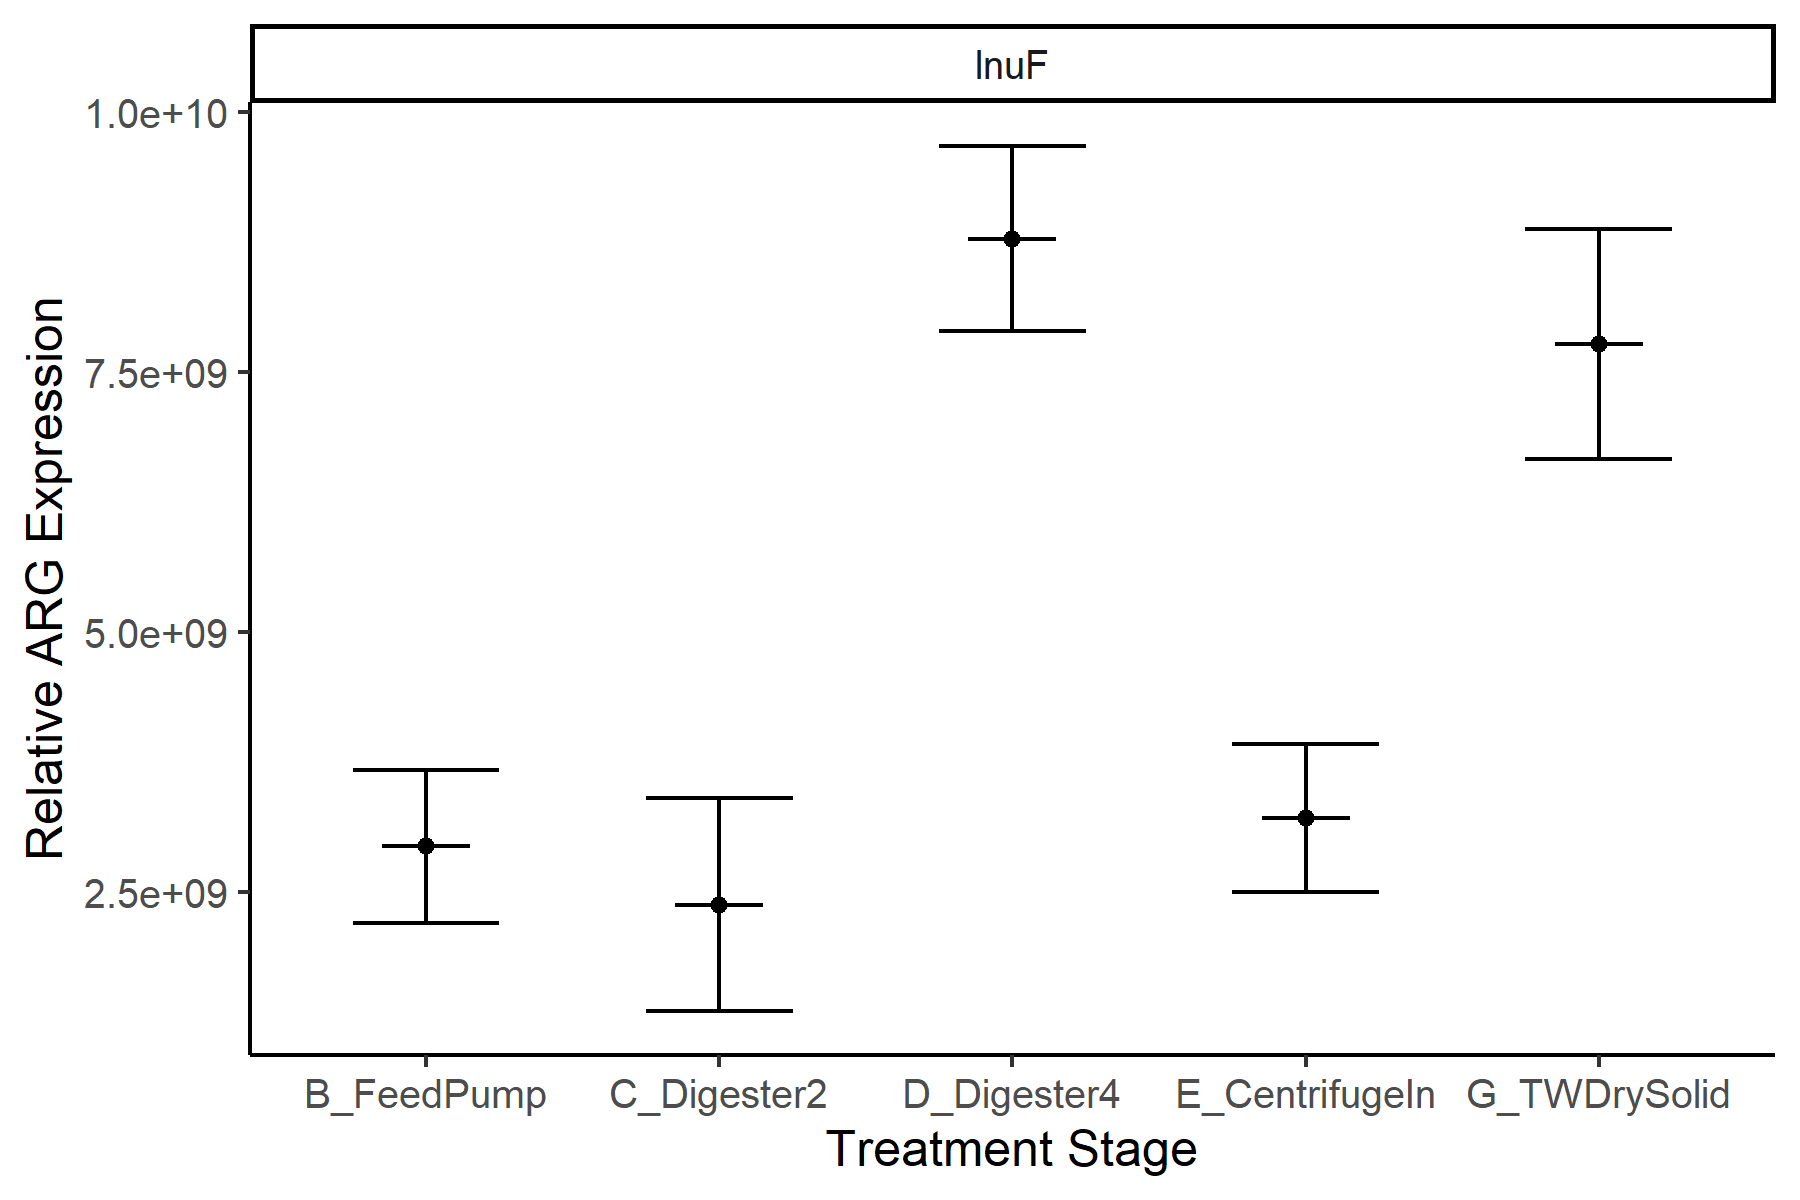 lnuF
1.0e+10
7.5e+09
5.0e+09
2.5e+09
Relative ARG Expression
B_FeedPump
C_Digester2
D_Digester4
E_CentrifugeIn
G_TWDrySolid
Treatment Stage